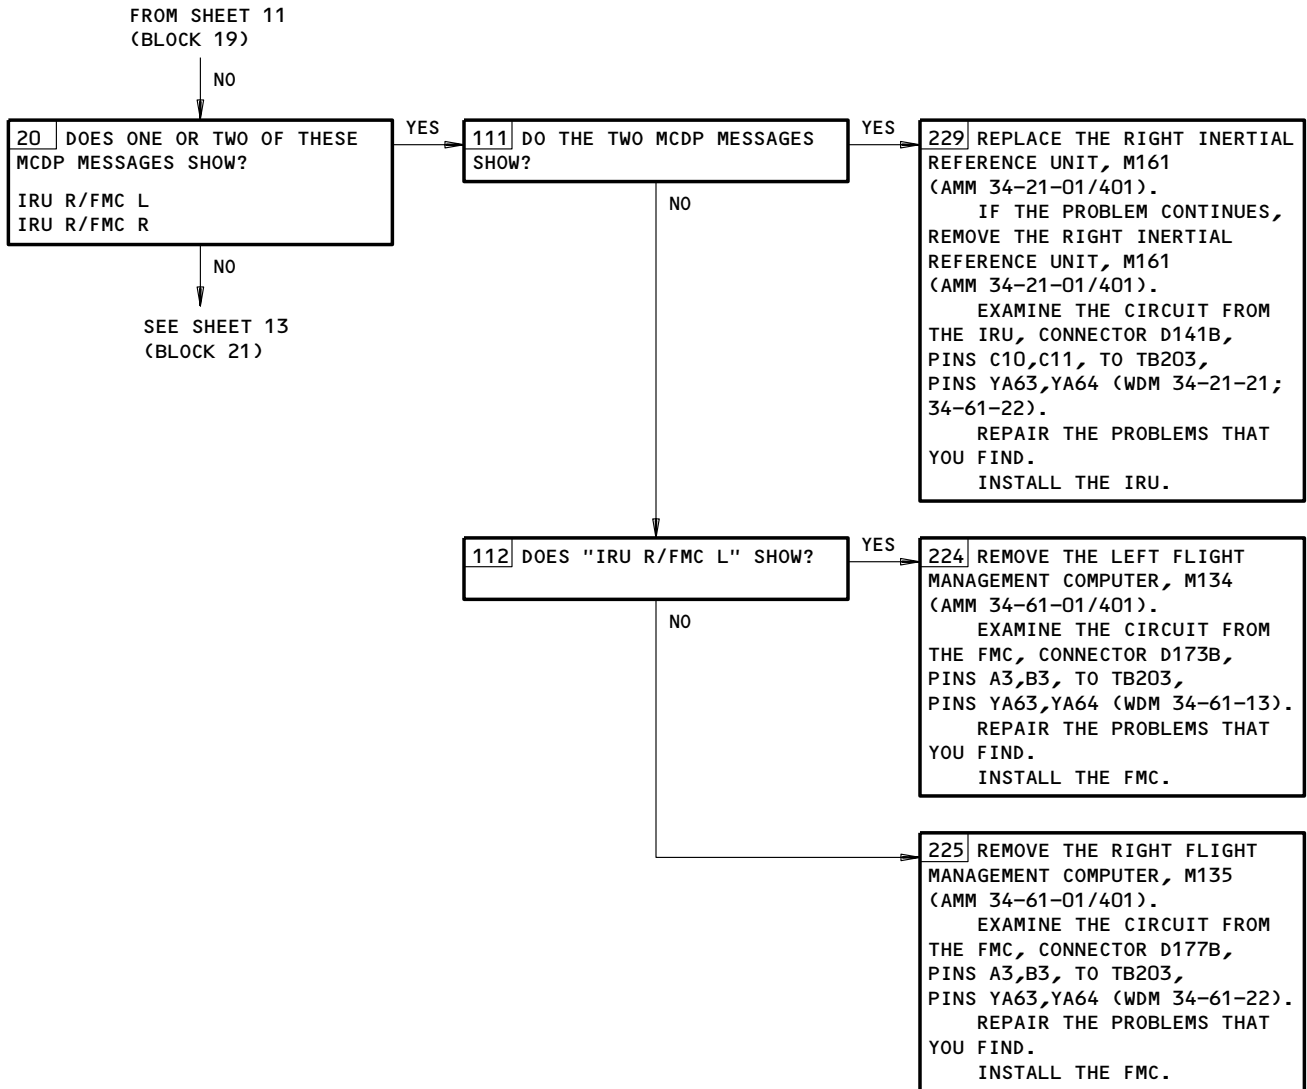 FROM SHEET 11
(BLOCK 19)
NO
20 DOES ONE OR TWO OF THESE
MCDP MESSAGES SHOW?
IRU R/FMC L
IRU R/FMC R
YES
NO
SEE SHEET 13
(BLOCK 21)
111 DO THE TWO MCDP MESSAGES
SHOW?
YES
NO
229 REPLACE THE RIGHT INERTIAL
REFERENCE UNIT, M161
(AMM 34-21-01/401).
IF THE PROBLEM CONTINUES,
REMOVE THE RIGHT INERTIAL
REFERENCE UNIT, M161
(AMM 34-21-01/401).
EXAMINE THE CIRCUIT FROM
THE IRU, CONNECTOR D141B,
PINS C10,C11, TO TB203,
PINS YA63,YA64 (WDM 34-21-21;
34-61-22).
REPAIR THE PROBLEMS THAT
YOU FIND.
INSTALL THE IRU.
112 DOES "IRU R/FMC L" SHOW?
YES
NO
224 REMOVE THE LEFT FLIGHT
MANAGEMENT COMPUTER, M134
(AMM 34-61-01/401).
EXAMINE THE CIRCUIT FROM
THE FMC, CONNECTOR D173B,
PINS A3,B3, TO TB203,
PINS YA63,YA64 (WDM 34-61-13).
REPAIR THE PROBLEMS THAT
YOU FIND.
INSTALL THE FMC.
225 REMOVE THE RIGHT FLIGHT
MANAGEMENT COMPUTER, M135
(AMM 34-61-01/401).
EXAMINE THE CIRCUIT FROM
THE FMC, CONNECTOR D177B,
PINS A3,B3, TO TB203,
PINS YA63,YA64 (WDM 34-61-22).
REPAIR THE PROBLEMS THAT
YOU FIND.
INSTALL THE FMC.